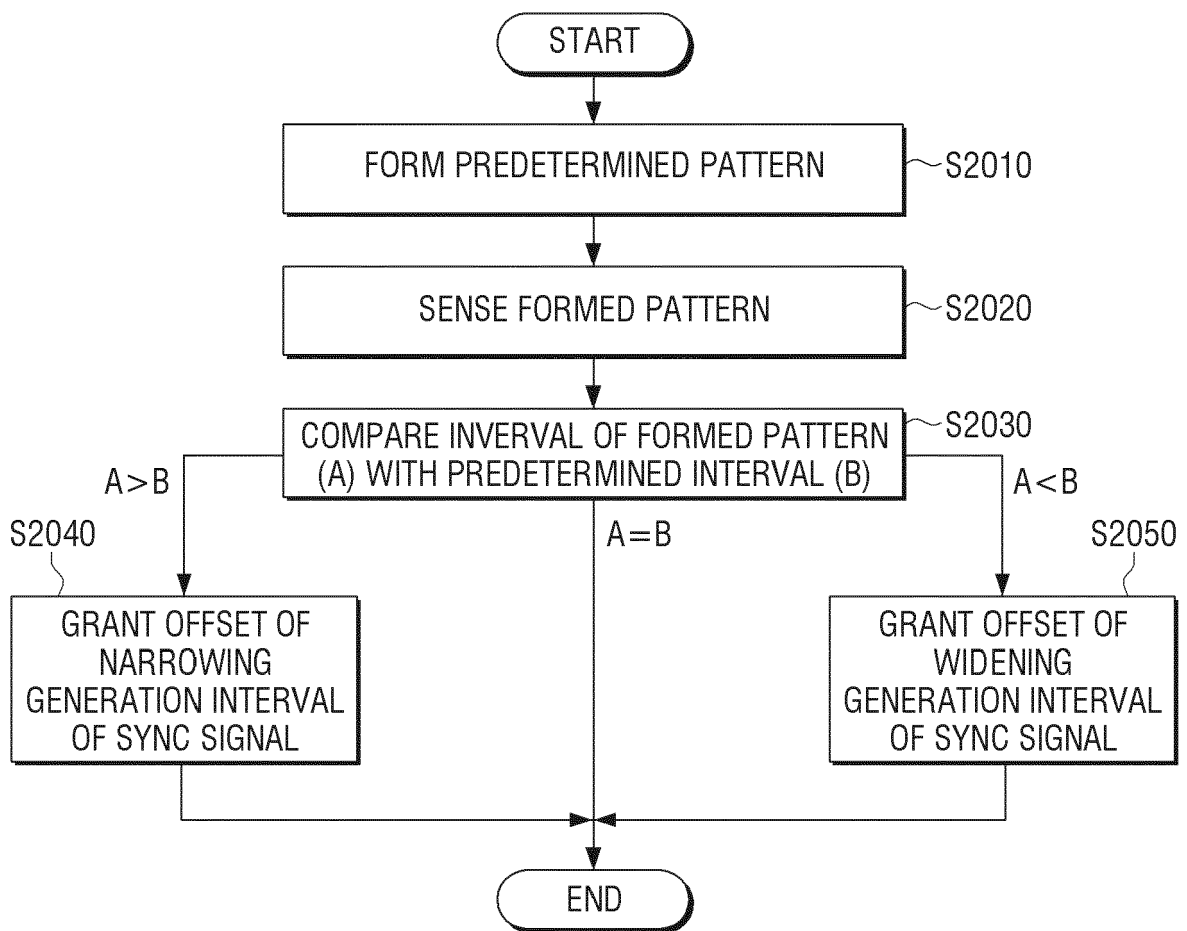 START
FORM PREDETERMINED PATTERN
S2010
SENSE FORMED PATTERN
S2020
COMPARE INVERVAL OF FORMED PATTERN
(A) WITH PREDETERMINED INTERVAL (B)
S2030
A>B
A=B
A<B
S2040
GRANT OFFSET OF
NARROWING
GENERATION INTERVAL
OF SYNC SIGNAL
S2050
GRANT OFFSET OF
WIDENING
GENERATION INTERVAL
OF SYNC SIGNAL
END